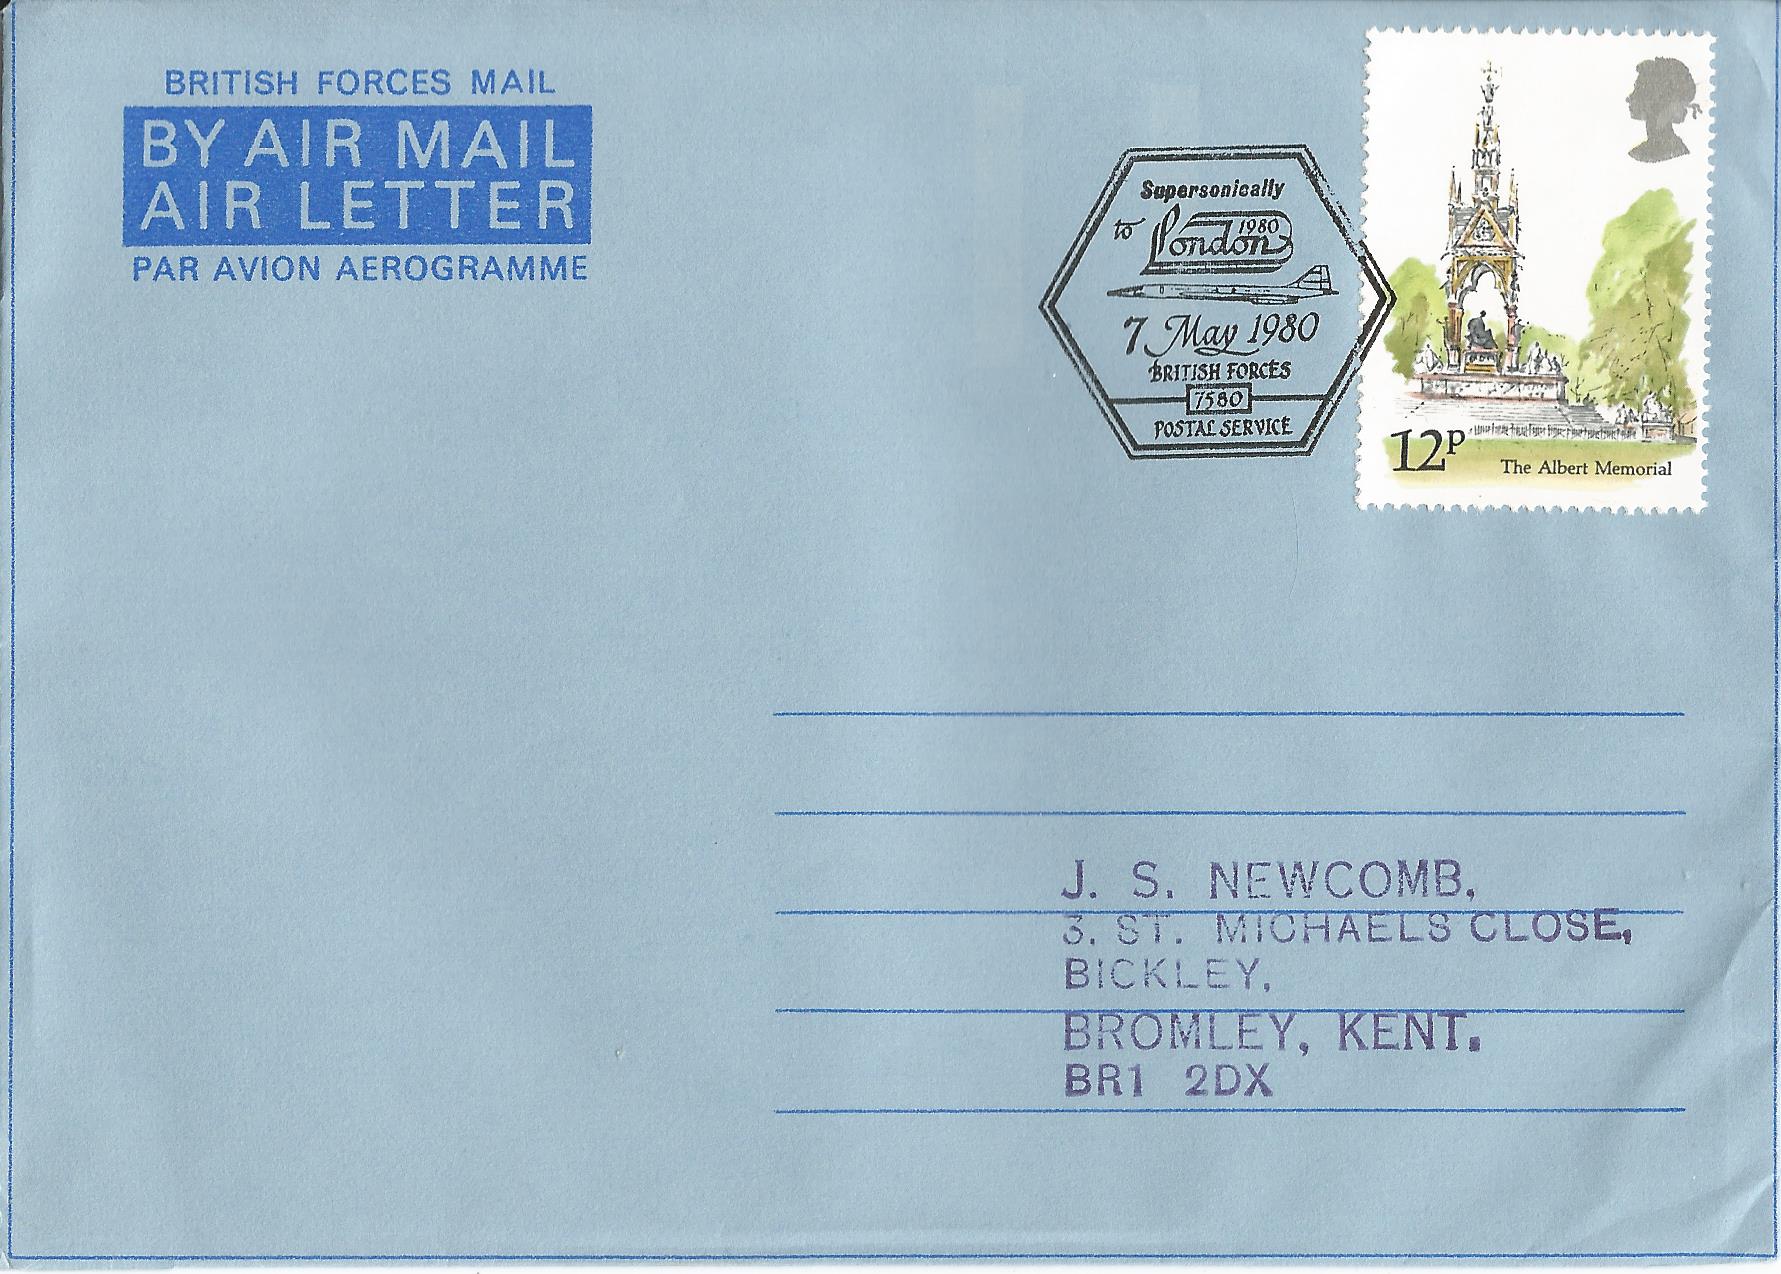 BRITISH FORCES MAIL
BY AIR MAIL
AIR LETTER
PAR AVION AEROGRAMME
Supersonically
to London 1980
7 May 1980
BRITISH FORCES
7580
POSTAL SERVICE
12P
The Albert Memorial
J. S. NEWCOMB,
3. ST. MICHAELS CLOSE,
BICKLEY,
BROMLEY, KENT.
BR1 2DX